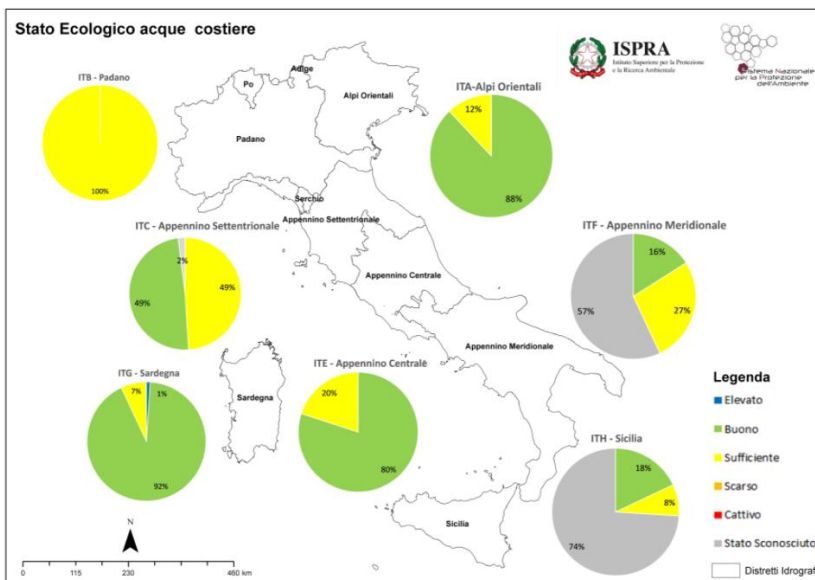 Stato Ecologico acque costiere
ISPRA
Istituto Superiore per la Protezione
e la Ricerca Ambientale
Sistema Nazionale
per la Protezione
dell'Ambiente
ITB - Padano
100%
Adige
Po
Alpi Orientali
Padano
ITA-Alpi Orientali
12%
88%
Serchio
Appennino Settentrionale
ITC - Appennino Settentrionale
2%
49%
49%
ITF - Appennino Meridionale
16%
57%
27%
Appennino Centrale
Appennino Meridionale
ITG - Sardegna
7%
1%
92%
Sardegna
ITE - Appennino Centrale
20%
80%
Legenda
Elevato
Buono
Sufficiente
Scarso
Cattivo
Stato Sconosciuto
Distretti Idrograf
ITH - Sicilia
18%
8%
74%
Sicilia
N
0
115
230
460 km